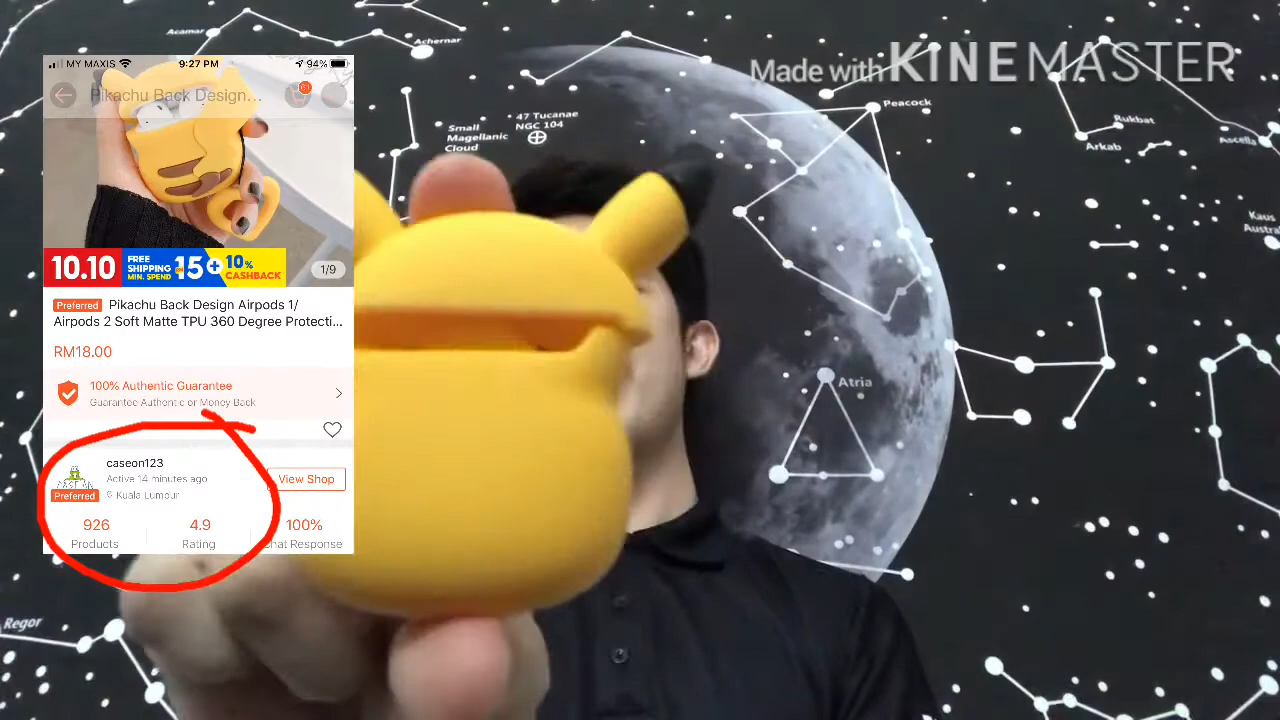 Acamar
Achernar
Made with KINEMASTER
MY MAXIS 9:27 PM 94%
Pikachu Back Design...
Peacock
47 Tucanae
NGC 104
Small
Magellanic
Cloud
Rukbat
Arkab
Ascella
Kaus
Austral
10.10
FREE
SHIPPING
MIN. SPEND
15+
10%
CASHBACK
1/9
Preferred Pikachu Back Design Airpods 1/
Airpods 2 Soft Matte TPU 360 Degree Protecti...
RM18.00
100% Authentic Guarantee
Guarantee Authentic or Money Back
Atria
caseon123
Active 14 minutes ago
Preferred
Kuala Lumpur
View Shop
926
Products
4.9
Rating
100%
Chat Response
Regor